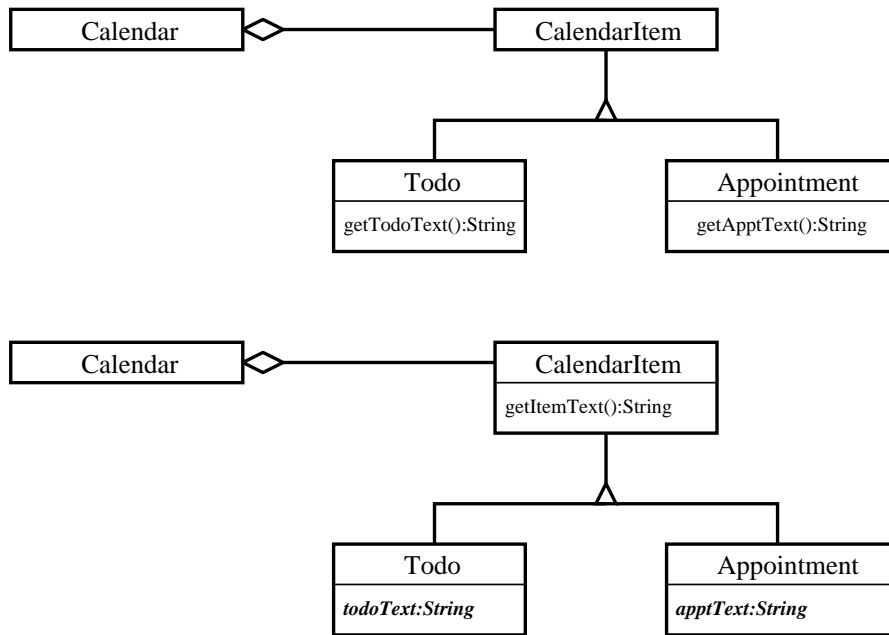 Calendar
CalendarItem
Todo
Appointment
getTodoText():String
getApptText():String
Calendar
CalendarItem
getItemText():String
Todo
Appointment
todoText:String
apptText:String